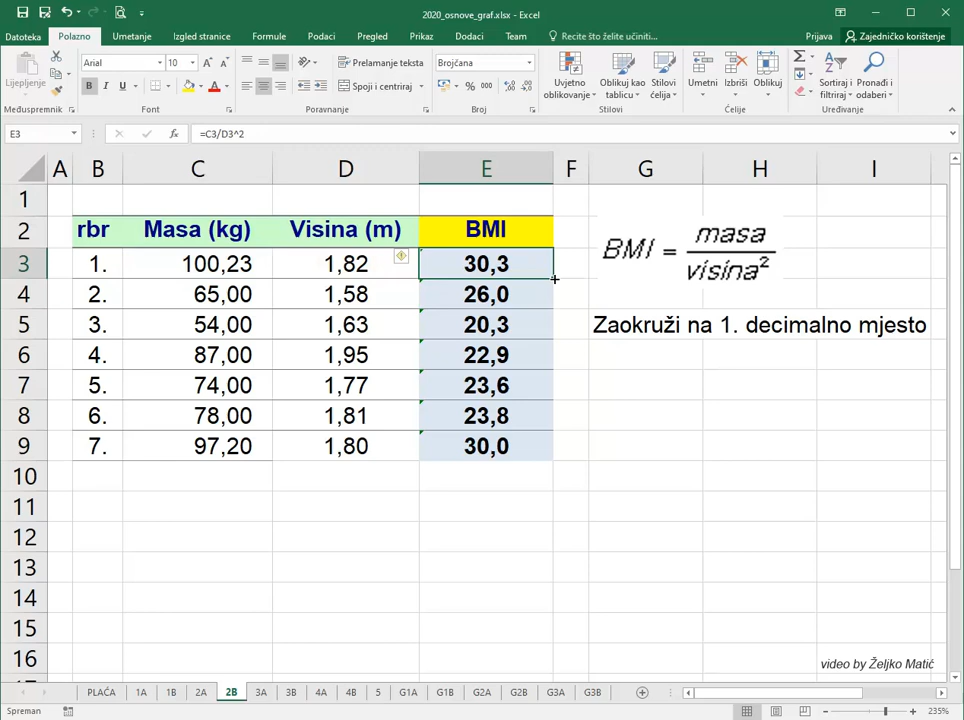 2020_osnove_graf.xlsx - Excel
Datoteka Polazno Umetanje Izgled stranice Formule Podaci Pregled Prikaz Dodaci Team Recite što želite učiniti... Prijava Zajedničko korištenje
Lijepljenje
Arial 10
B I U
Prelamanje teksta
Spoji i centriraj
Brojčana
% 000
Uvjetno oblikovanje
Oblikuj kao tablicu
Stilovi ćelija
Umetni Izbriši Oblikuj
Sortiraj i filtriraj
Pronađi i odaberi
Međuspremnik Font Poravnanje Broj Stilovi Ćelije Uređivanje
E3 fx =C3/D3^2
A B C D E F G H I
1
2 rbr Masa (kg) Visina (m) BMI
3 1. 100,23 1,82 30,3
4 2. 65,00 1,58 26,0
5 3. 54,00 1,63 20,3
6 4. 87,00 1,95 22,9
7 5. 74,00 1,77 23,6
8 6. 78,00 1,81 23,8
9 7. 97,20 1,80 30,0
BMI = masa / visina²
Zaokruži na 1. decimalno mjesto
10
11
12
13
14
15
16
17
video by Željko Matić
PLAĆA 1A 1B 2A 2B 3A 3B 4A 4B 5 G1A G1B G2A G2B G3A G3B
Spreman 235%